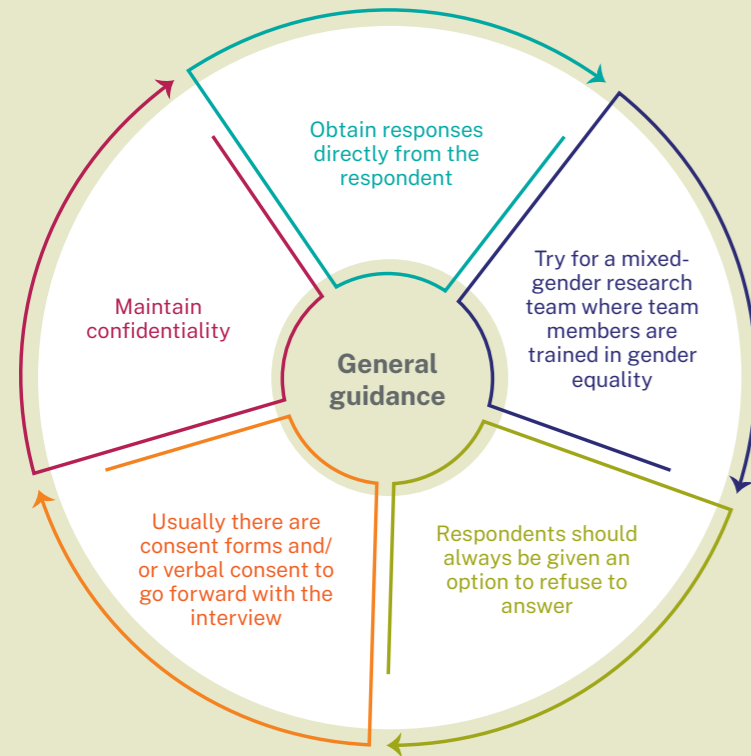 Obtain responses
directly from the
respondent
Try for a mixed-
gender research
team where team
members are
trained in gender
equality
Respondents should
always be given an
option to refuse to
answer
Usually there are
consent forms and/
or verbal consent to
go forward with the
interview
Maintain
confidentiality
General
guidance